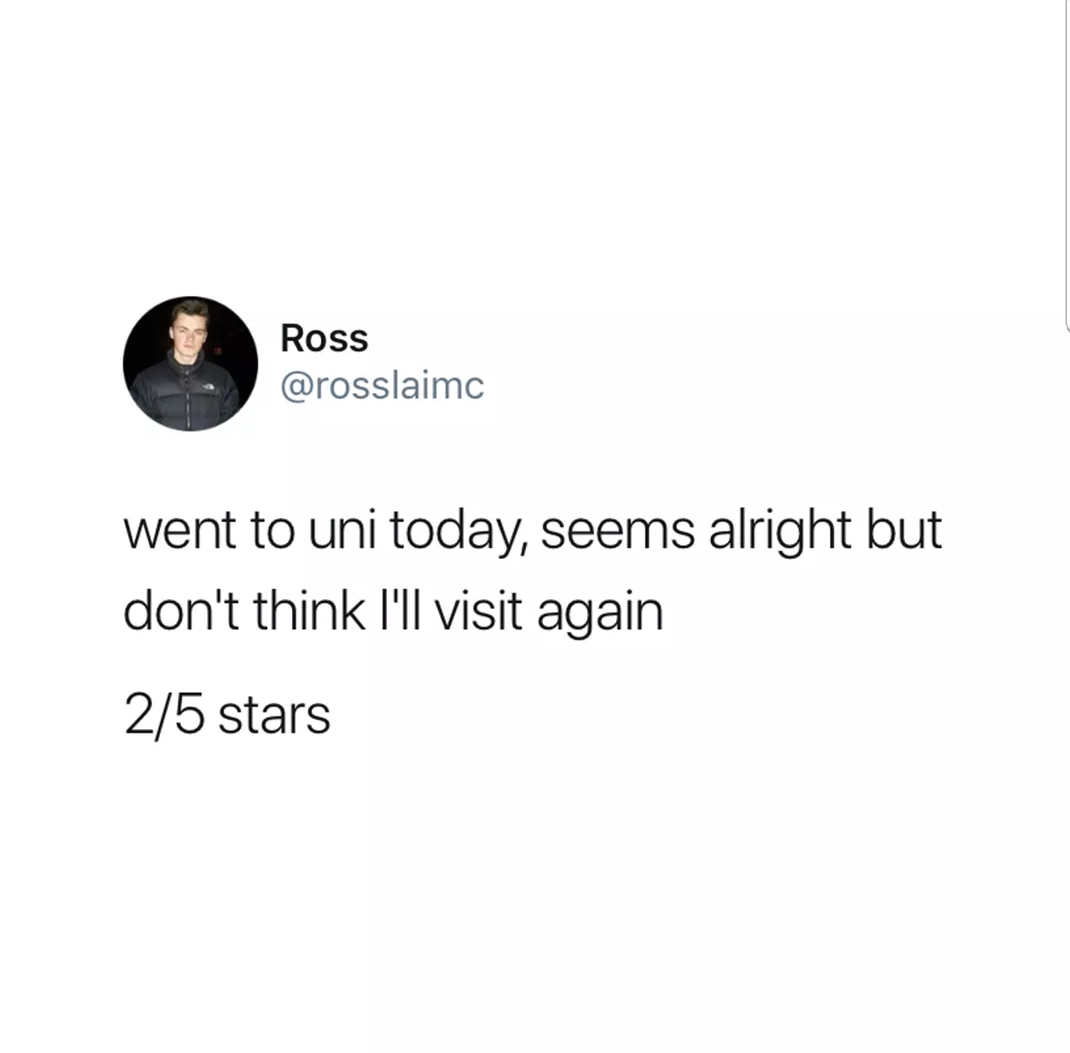 Ross
@rosslaimc
went to uni today, seems alright but
don't think I'll visit again
2/5 stars